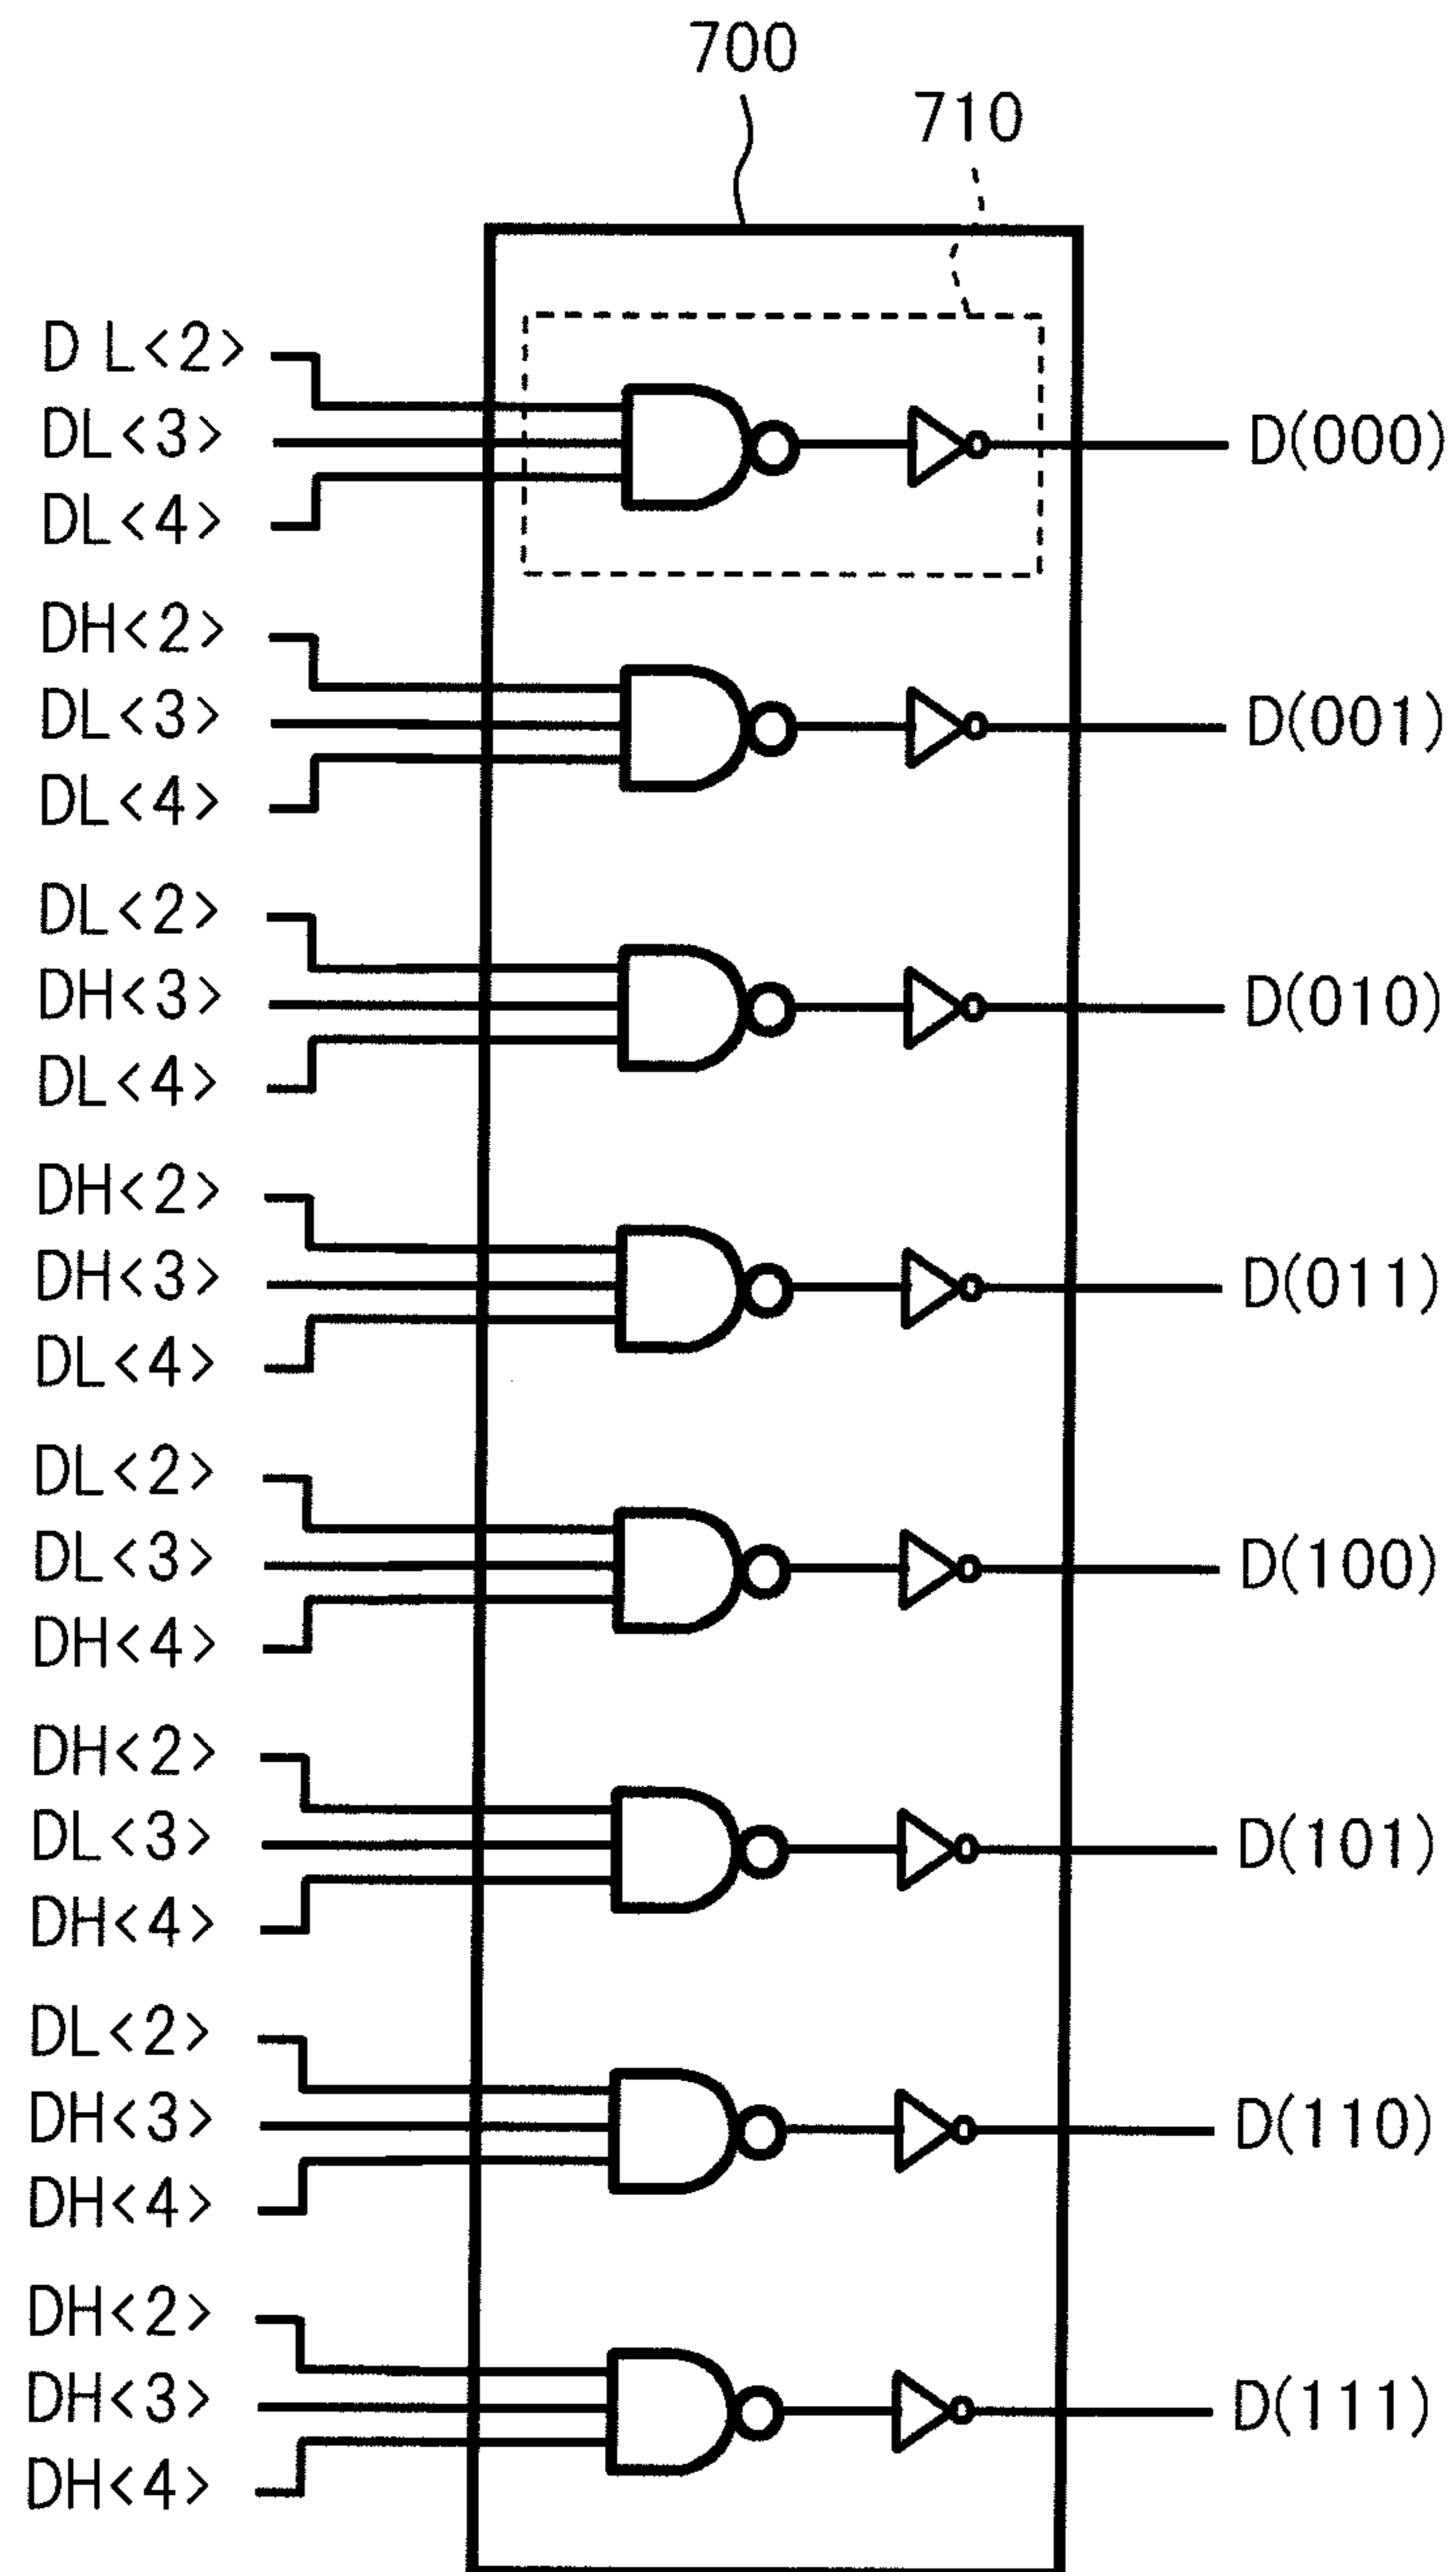 700
710
D L<2>
DL<3>
DL<4>
D(000)
DH<2>
DL<3>
DL<4>
D(001)
DL<2>
DH<3>
DL<4>
D(010)
DH<2>
DH<3>
DL<4>
D(011)
DL<2>
DL<3>
DH<4>
D(100)
DH<2>
DL<3>
DH<4>
D(101)
DL<2>
DH<3>
DH<4>
D(110)
DH<2>
DH<3>
DH<4>
D(111)